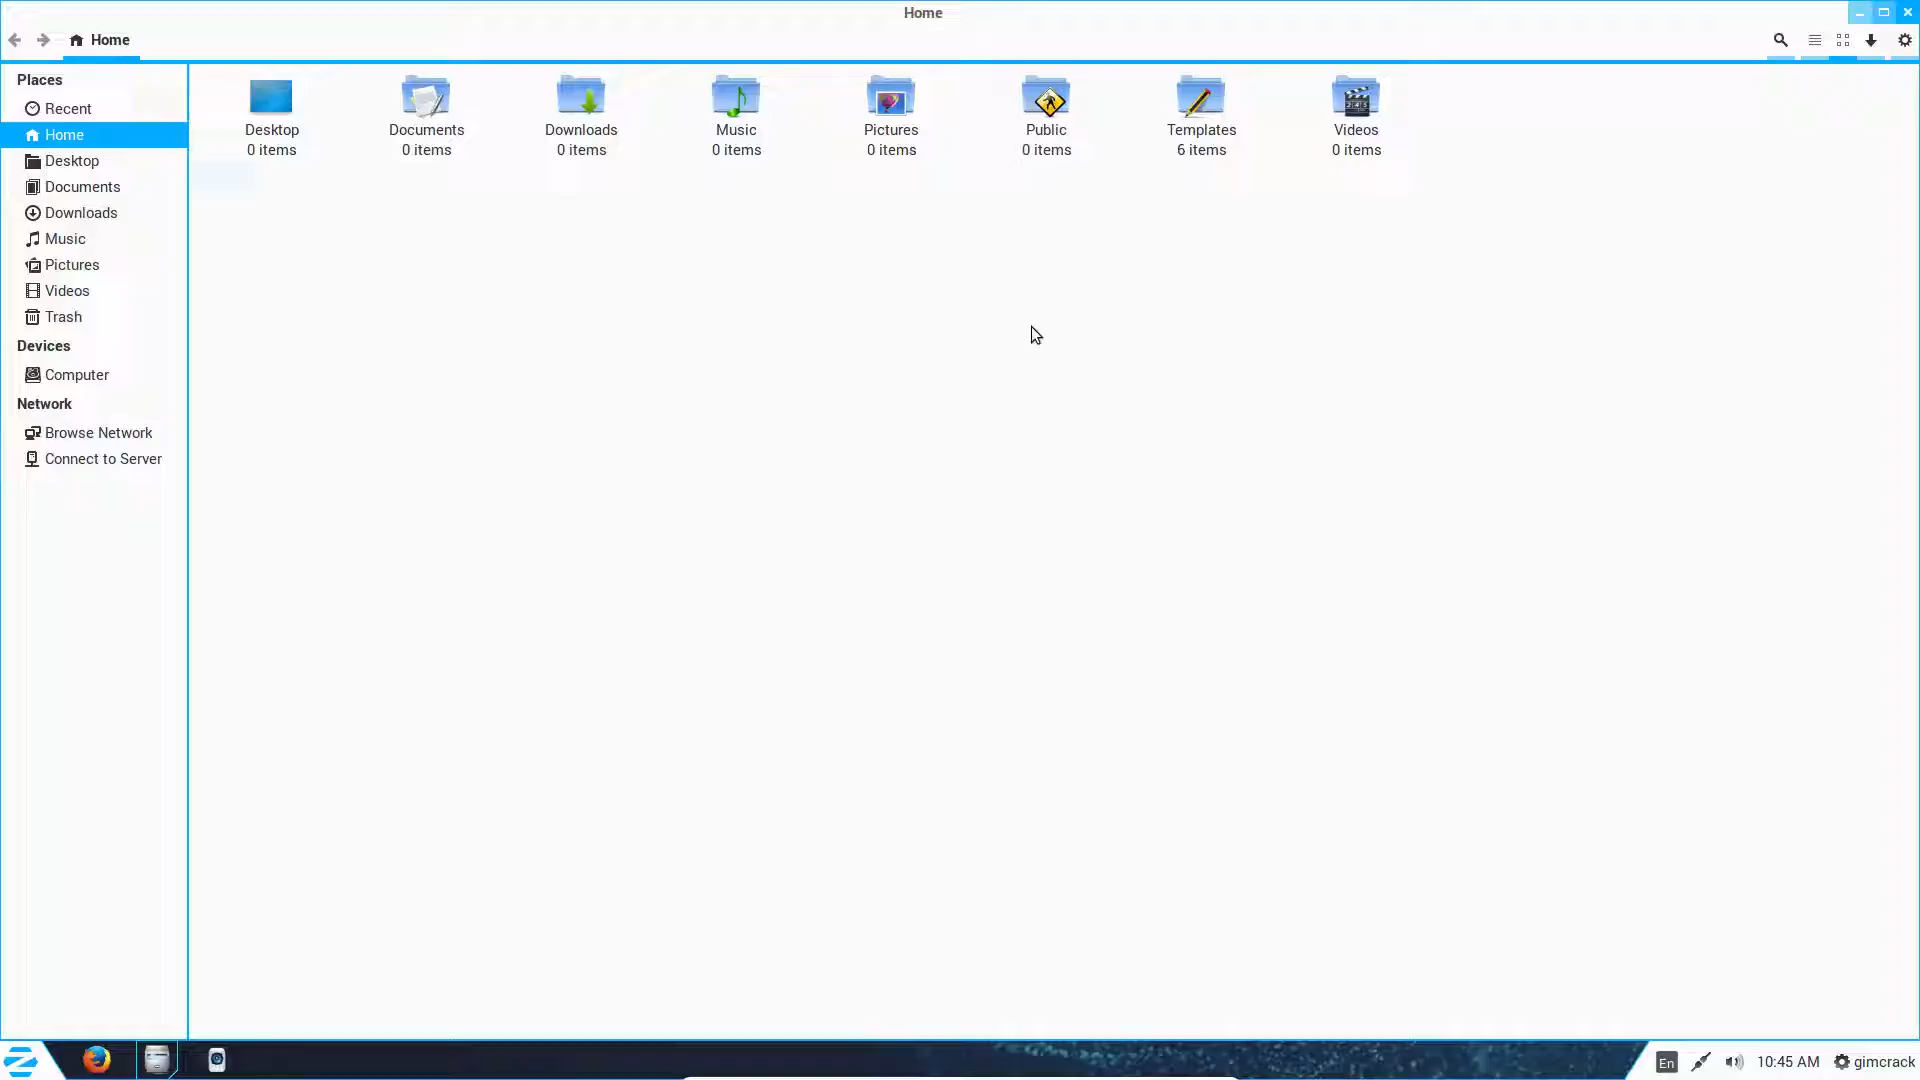 Home
Home
Places
Recent
Home
Desktop
Documents
Downloads
Music
Pictures
Videos
Trash
Devices
Computer
Network
Browse Network
Connect to Server
Desktop
0 items
Documents
0 items
Downloads
0 items
Music
0 items
Pictures
0 items
Public
0 items
Templates
6 items
Videos
0 items
En
10:45 AM
gimcrack